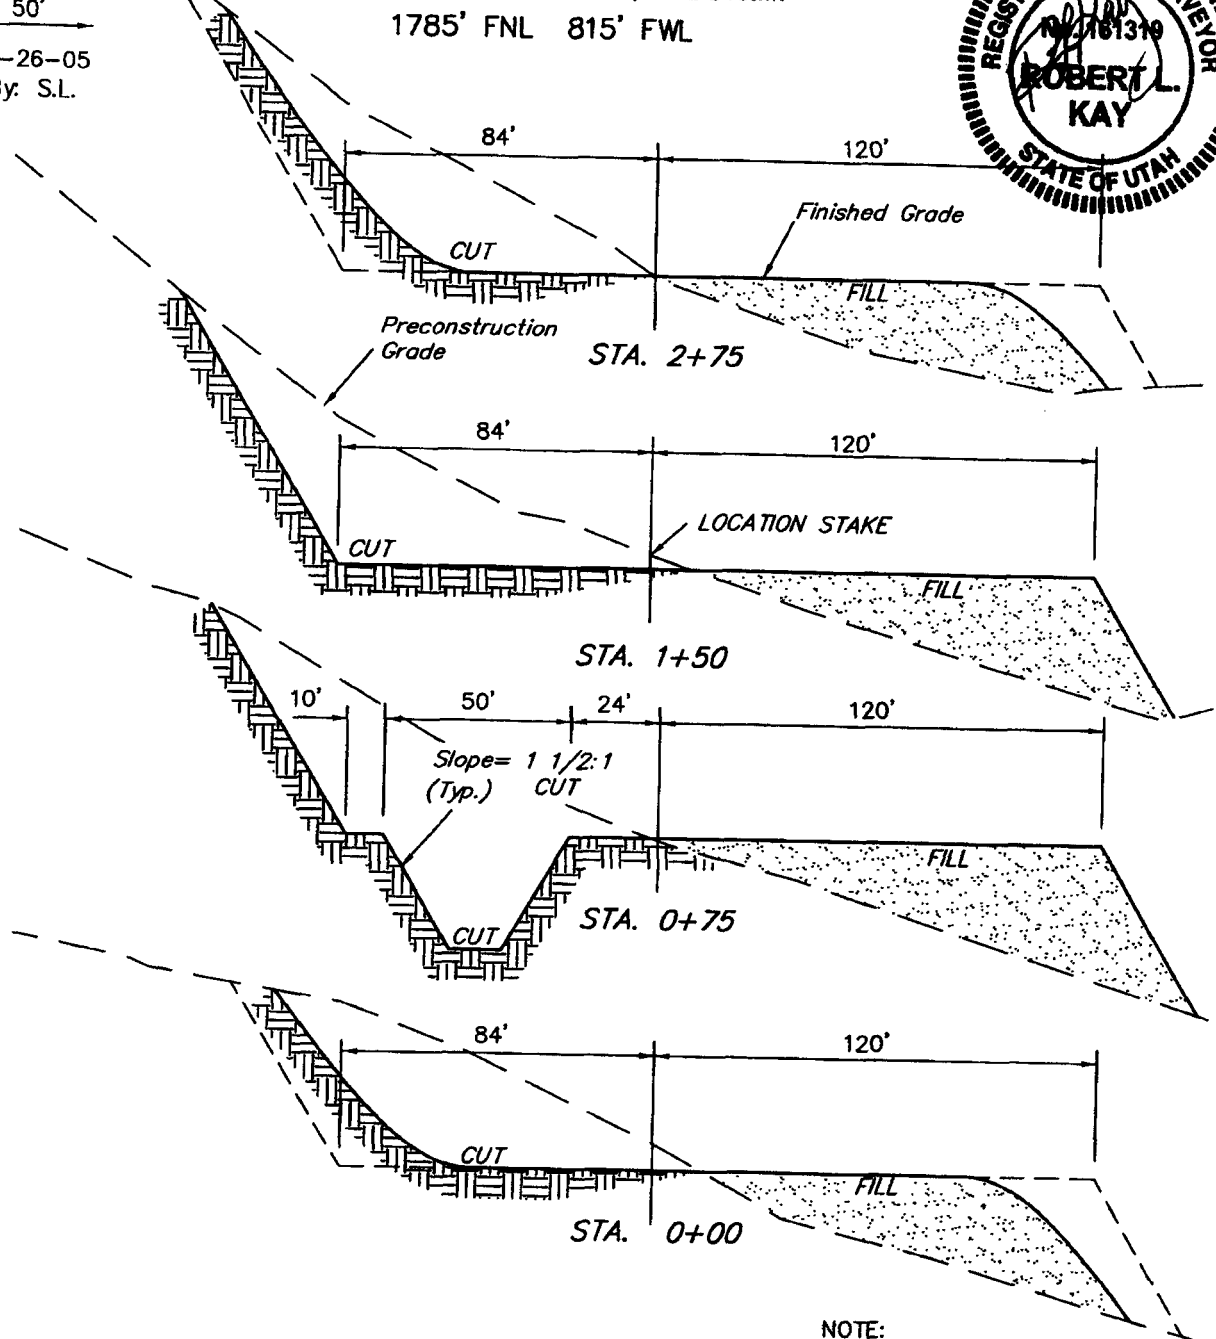 50'
-26-05
By: S.L.
1785' FNL 815' FWL
No. 161319
ROBERT L.
KAY
STATE OF UTAH
84'
120'
Finished Grade
CUT
FILL
Preconstruction
Grade
STA. 2+75
84'
120'
LOCATION STAKE
CUT
FILL
STA. 1+50
10'
50'
24'
120'
Slope= 1 1/2:1
(Typ.)
CUT
FILL
CUT
STA. 0+75
84'
120'
CUT
FILL
STA. 0+00
NOTE: